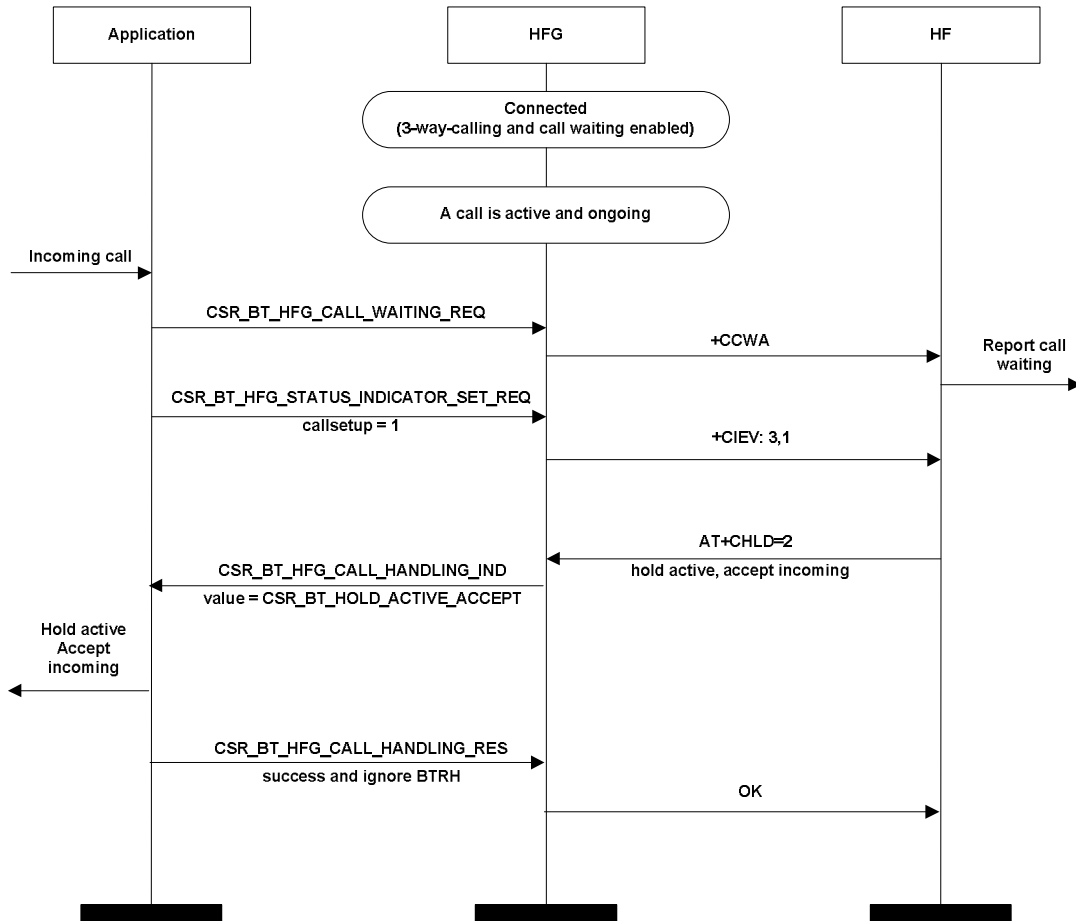 Application
HFG
HF
Connected
(3-way-calling and call waiting enabled)
A call is active and ongoing
Incoming call
CSR_BT_HFG_CALL_WAITING_REQ
+CCWA
Report call
waiting
CSR_BT_HFG_STATUS_INDICATOR_SET_REQ
callsetup = 1
+CIEV: 3,1
AT+CHLD=2
hold active, accept incoming
CSR_BT_HFG_CALL_HANDLING_IND
value = CSR_BT_HOLD_ACTIVE_ACCEPT
Hold active
Accept
incoming
CSR_BT_HFG_CALL_HANDLING_RES
success and ignore BTRH
OK